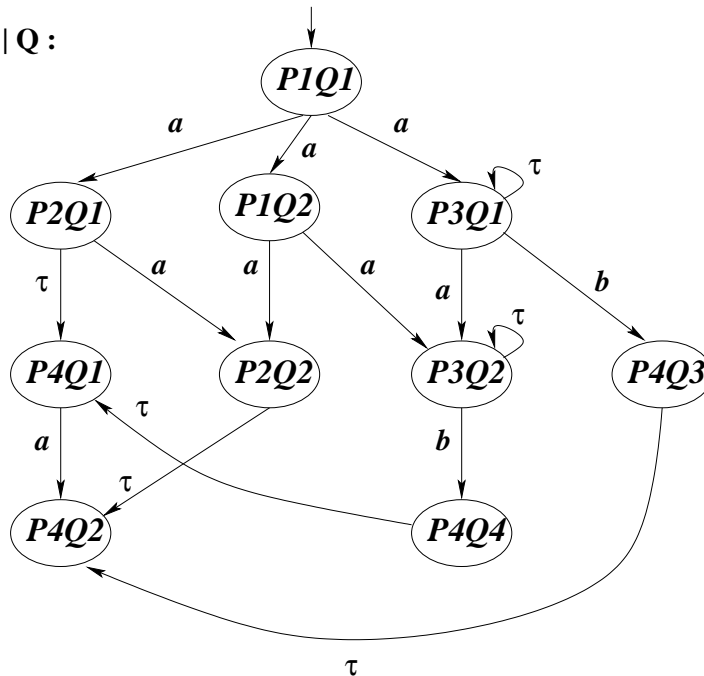 | Q :
P1Q1
a a a
P2Q1 P1Q2 P3Q1 τ
τ a a a a b
τ
P4Q1 P2Q2 P3Q2 P4Q3
τ
a τ b
P4Q2 P4Q4
τ